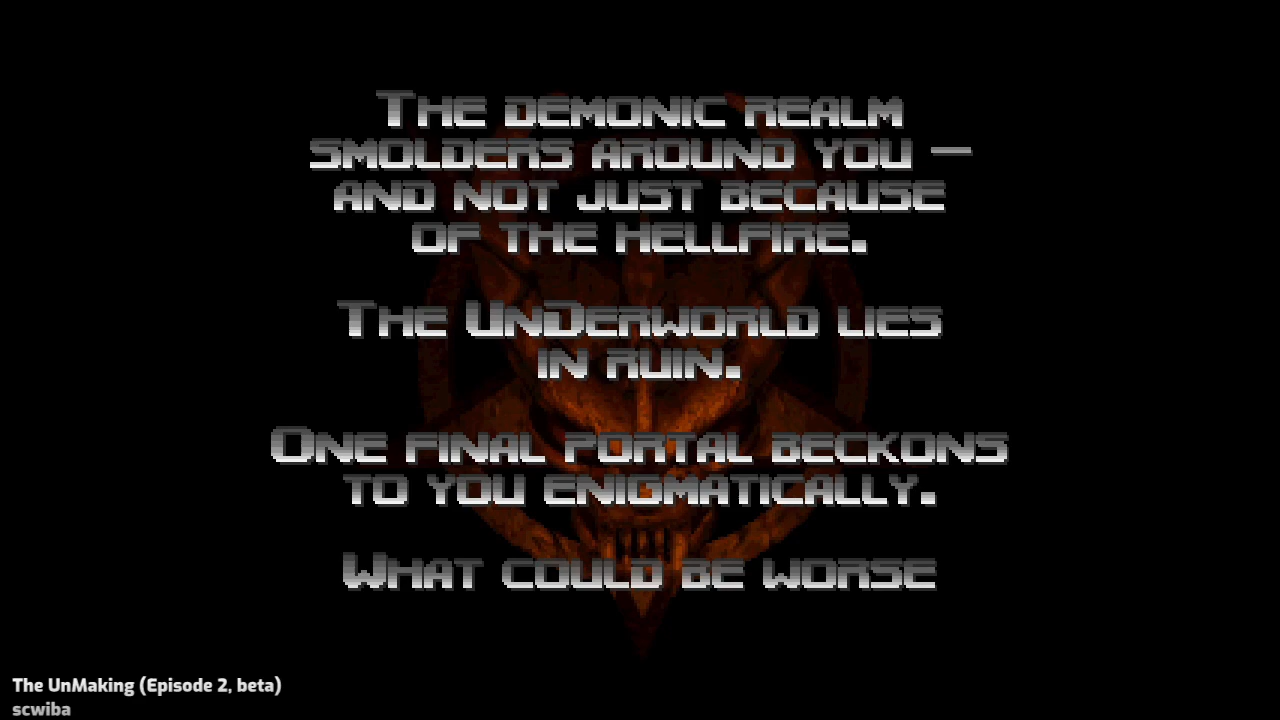 The demonic realm
smolders around you —
and not just because
of the hellfire.
The UnDerworld lies
in ruin.
One final portal beckons
to you enigmatically.
What could be worse
The UnMaking (Episode 2, beta)
scwiba